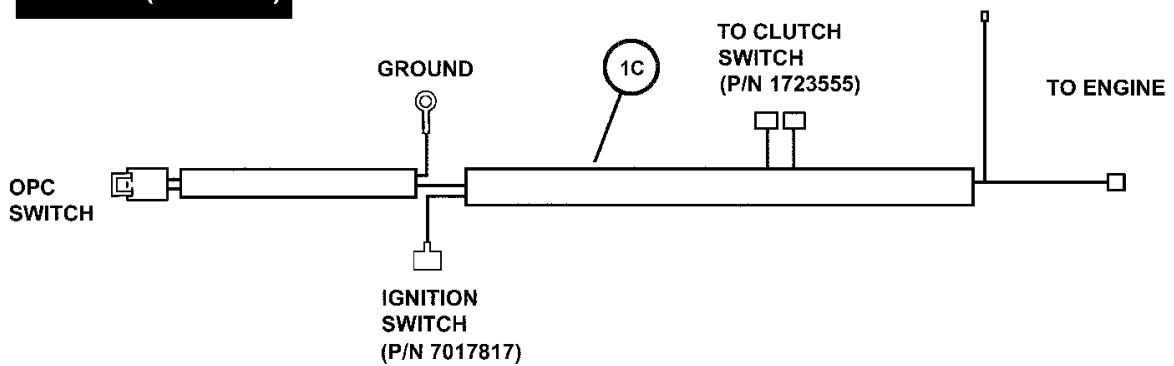 TO CLUTCH
SWITCH
(P/N 1723555)
GROUND
1C
TO ENGINE
OPC
SWITCH
IGNITION
SWITCH
(P/N 7017817)